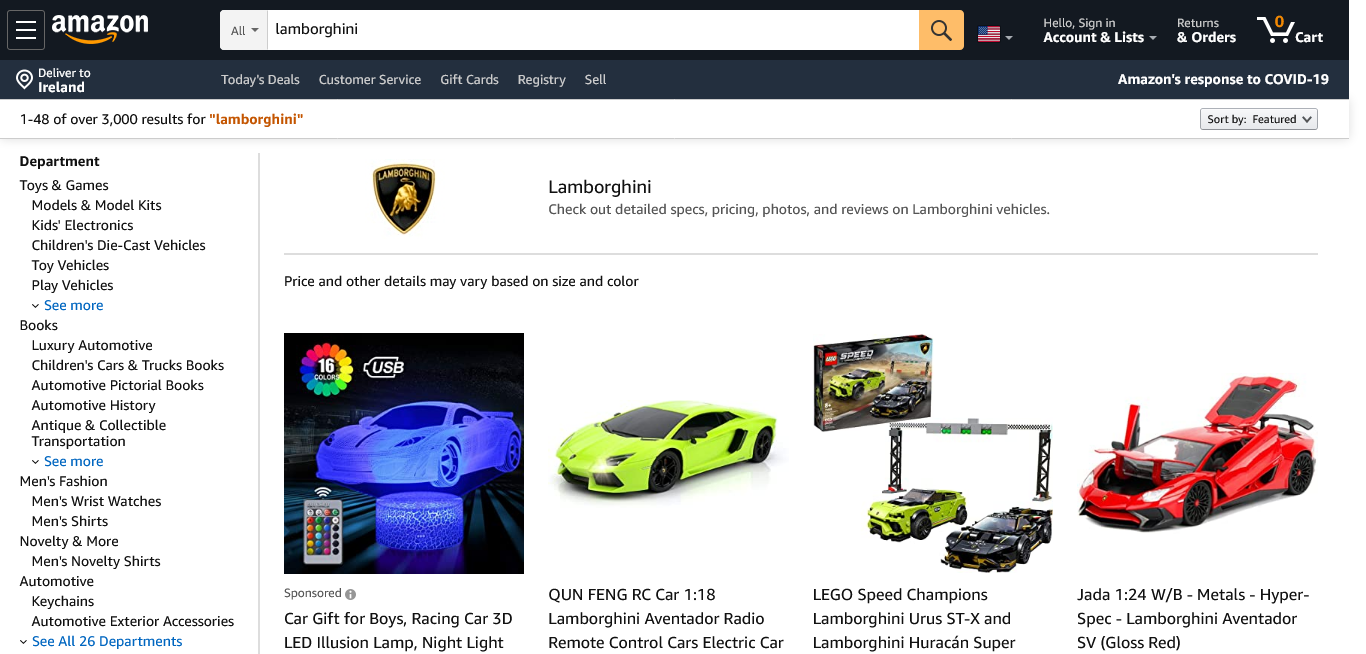 amazon
All
lamborghini
Hello, Sign in
Account & Lists
Returns
& Orders
0
Cart
Deliver to
Ireland
Today's Deals
Customer Service
Gift Cards
Registry
Sell
Amazon's response to COVID-19
1-48 of over 3,000 results for "lamborghini"
Sort by: Featured
Department
Toys & Games
Models & Model Kits
Kids' Electronics
Children's Die-Cast Vehicles
Toy Vehicles
Play Vehicles
See more
Books
Luxury Automotive
Children's Cars & Trucks Books
Automotive Pictorial Books
Automotive History
Antique & Collectible
Transportation
See more
Men's Fashion
Men's Wrist Watches
Men's Shirts
Novelty & More
Men's Novelty Shirts
Automotive
Keychains
Automotive Exterior Accessories
See All 26 Departments
LAMBORGHINI
Lamborghini
Check out detailed specs, pricing, photos, and reviews on Lamborghini vehicles.
Price and other details may vary based on size and color
16
COLORS
USB
LEGO
SPEED
Sponsored
Car Gift for Boys, Racing Car 3D
LED Illusion Lamp, Night Light
QUN FENG RC Car 1:18
Lamborghini Aventador Radio
Remote Control Cars Electric Car
LEGO Speed Champions
Lamborghini Urus ST-X and
Lamborghini Huracán Super
Jada 1:24 W/B - Metals - Hyper-
Spec - Lamborghini Aventador
SV (Gloss Red)